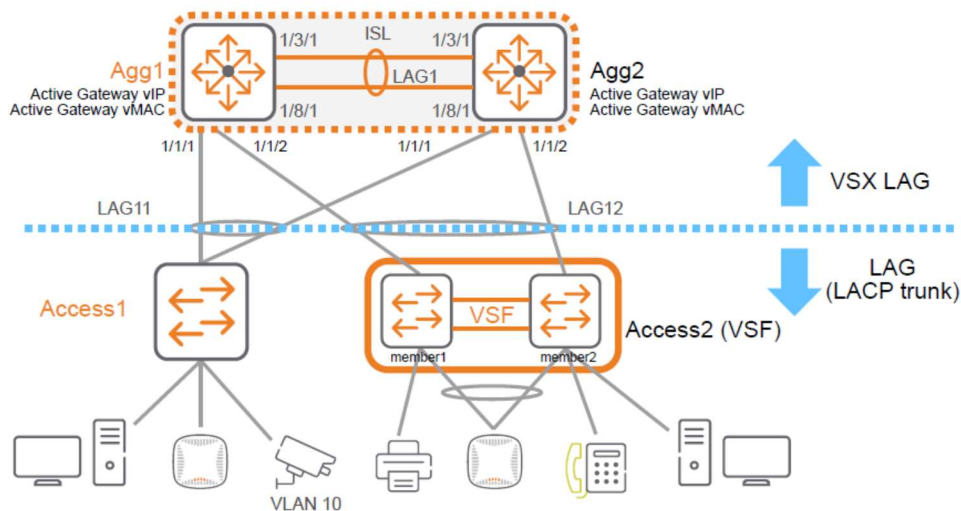 1/3/1
ISL
1/3/1
Agg1
LAG1
Agg2
Active Gateway vIP
Active Gateway vMAC
1/8/1
1/8/1
Active Gateway vIP
Active Gateway vMAC
1/1/1
1/1/2
1/1/1
1/1/2
VSX LAG
LAG11
LAG12
LAG
(LACP trunk)
Access1
VSF
Access2 (VSF)
member1
member2
VLAN 10